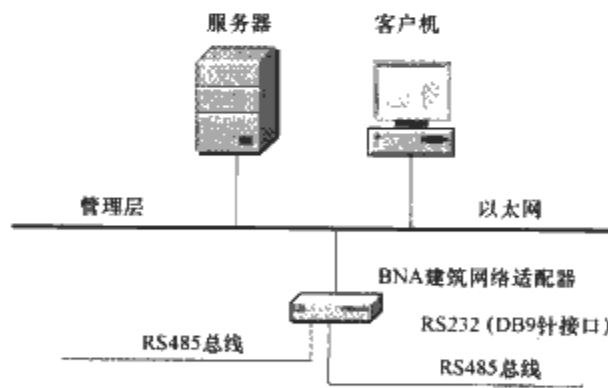 服务器
客户机
管理层
以太网
BNA建筑网络适配器
RS232 (DB9针接口)
RS485总线
RS485总线